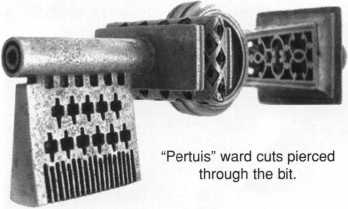 “Pertuis” ward cuts pierced
through the bit.